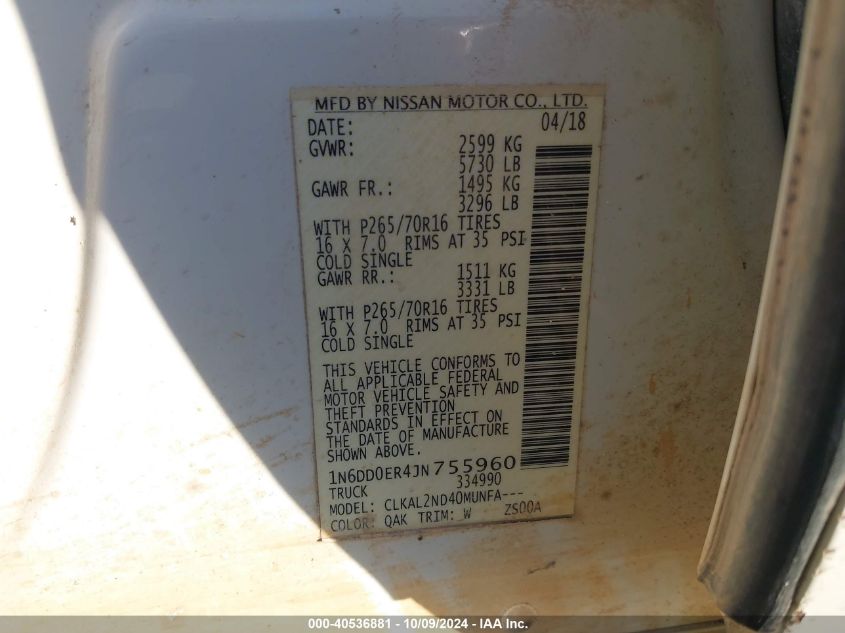 MFD BY NISSAN MOTOR CO., LTD.
DATE: 04/18
GVWR: 2599 KG
5730 LB
GAWR FR.: 1495 KG
3296 LB
WITH P265/70R16 TIRES
16 X 7.0 RIMS AT 35 PSI
COLD SINGLE
GAWR RR.: 1511 KG
3331 LB
WITH P265/70R16 TIRES
16 X 7.0 RIMS AT 35 PSI
COLD SINGLE
THIS VEHICLE CONFORMS TO
ALL APPLICABLE FEDERAL
MOTOR VEHICLE SAFETY AND
THEFT PREVENTION
STANDARDS IN EFFECT ON
THE DATE OF MANUFACTURE
SHOWN ABOVE.
1N6DD0ER4JN755960
TRUCK 334990
MODEL: CLKAL2ND40MUNFA---
COLOR: QAK TRIM: W ZS00A
000-40536881 - 10/09/2024 - IAA Inc.